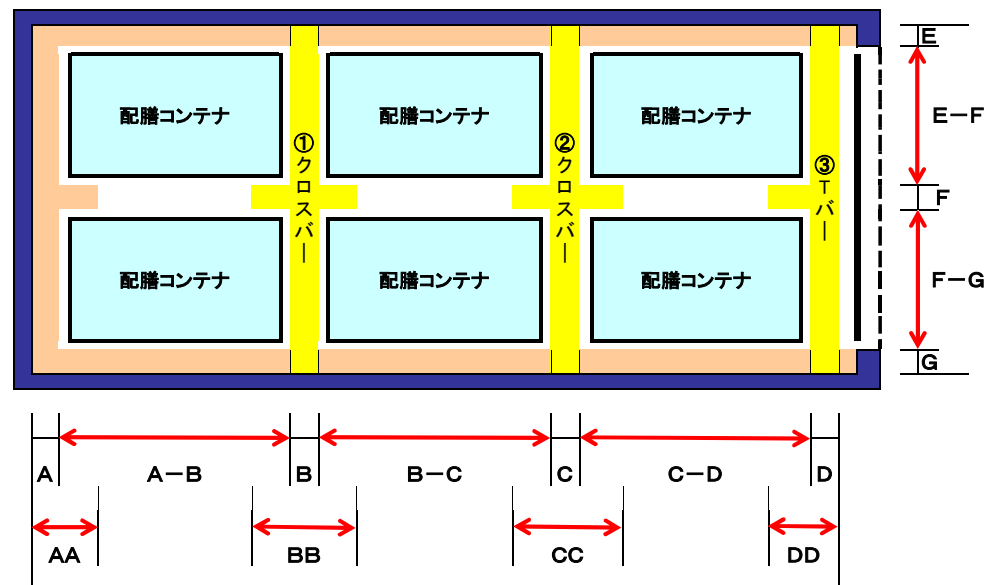 E
配膳コンテナ
配膳コンテナ
配膳コンテナ
E－F
①クロスバー
②クロスバー
③Tバー
F
配膳コンテナ
配膳コンテナ
配膳コンテナ
F－G
G
A
A－B
B
B－C
C
C－D
D
AA
BB
CC
DD